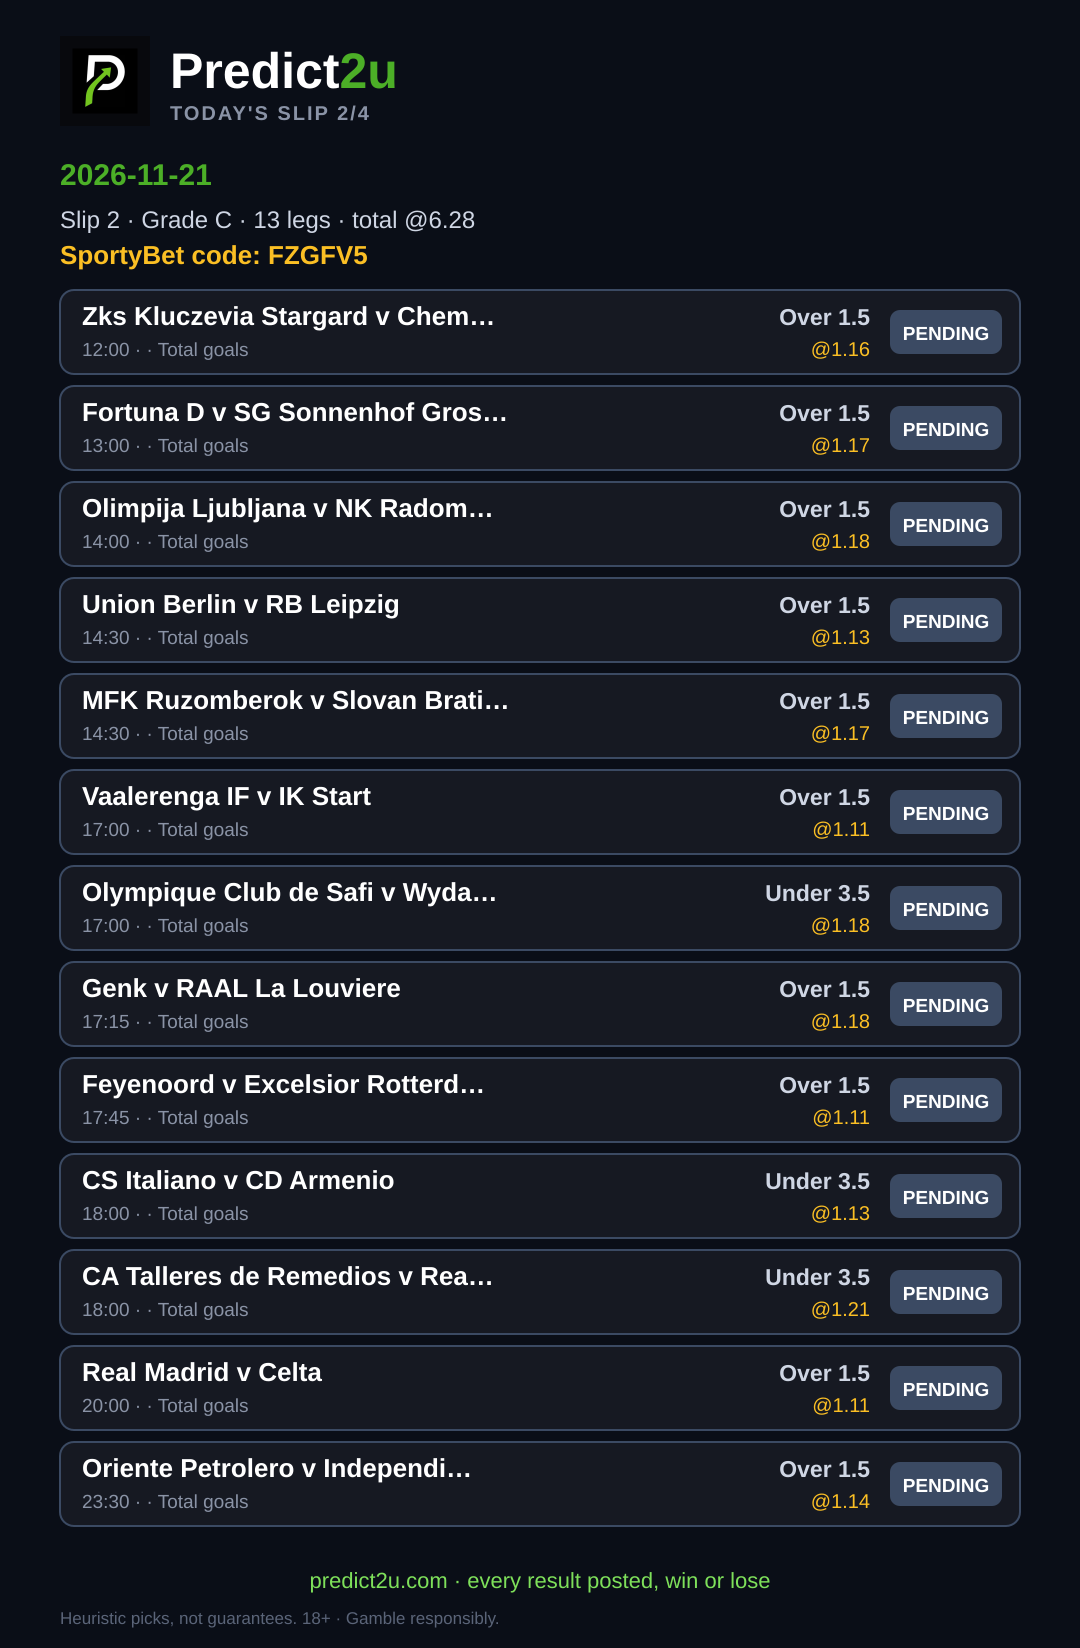 Predict2u
TODAY'S SLIP 2/4
2026-11-21
Slip 2 · Grade C · 13 legs · total @6.28
SportyBet code: FZGFV5
Zks Kluczevia Stargard v Chem…
12:00 · · Total goals
Over 1.5
@1.16
PENDING
Fortuna D v SG Sonnenhof Gros…
13:00 · · Total goals
Over 1.5
@1.17
PENDING
Olimpija Ljubljana v NK Radom…
14:00 · · Total goals
Over 1.5
@1.18
PENDING
Union Berlin v RB Leipzig
14:30 · · Total goals
Over 1.5
@1.13
PENDING
MFK Ruzomberok v Slovan Brati…
14:30 · · Total goals
Over 1.5
@1.17
PENDING
Vaalerenga IF v IK Start
17:00 · · Total goals
Over 1.5
@1.11
PENDING
Olympique Club de Safi v Wyda…
17:00 · · Total goals
Under 3.5
@1.18
PENDING
Genk v RAAL La Louviere
17:15 · · Total goals
Over 1.5
@1.18
PENDING
Feyenoord v Excelsior Rotterd…
17:45 · · Total goals
Over 1.5
@1.11
PENDING
CS Italiano v CD Armenio
18:00 · · Total goals
Under 3.5
@1.13
PENDING
CA Talleres de Remedios v Rea…
18:00 · · Total goals
Under 3.5
@1.21
PENDING
Real Madrid v Celta
20:00 · · Total goals
Over 1.5
@1.11
PENDING
Oriente Petrolero v Independi…
23:30 · · Total goals
Over 1.5
@1.14
PENDING
predict2u.com · every result posted, win or lose
Heuristic picks, not guarantees. 18+ · Gamble responsibly.